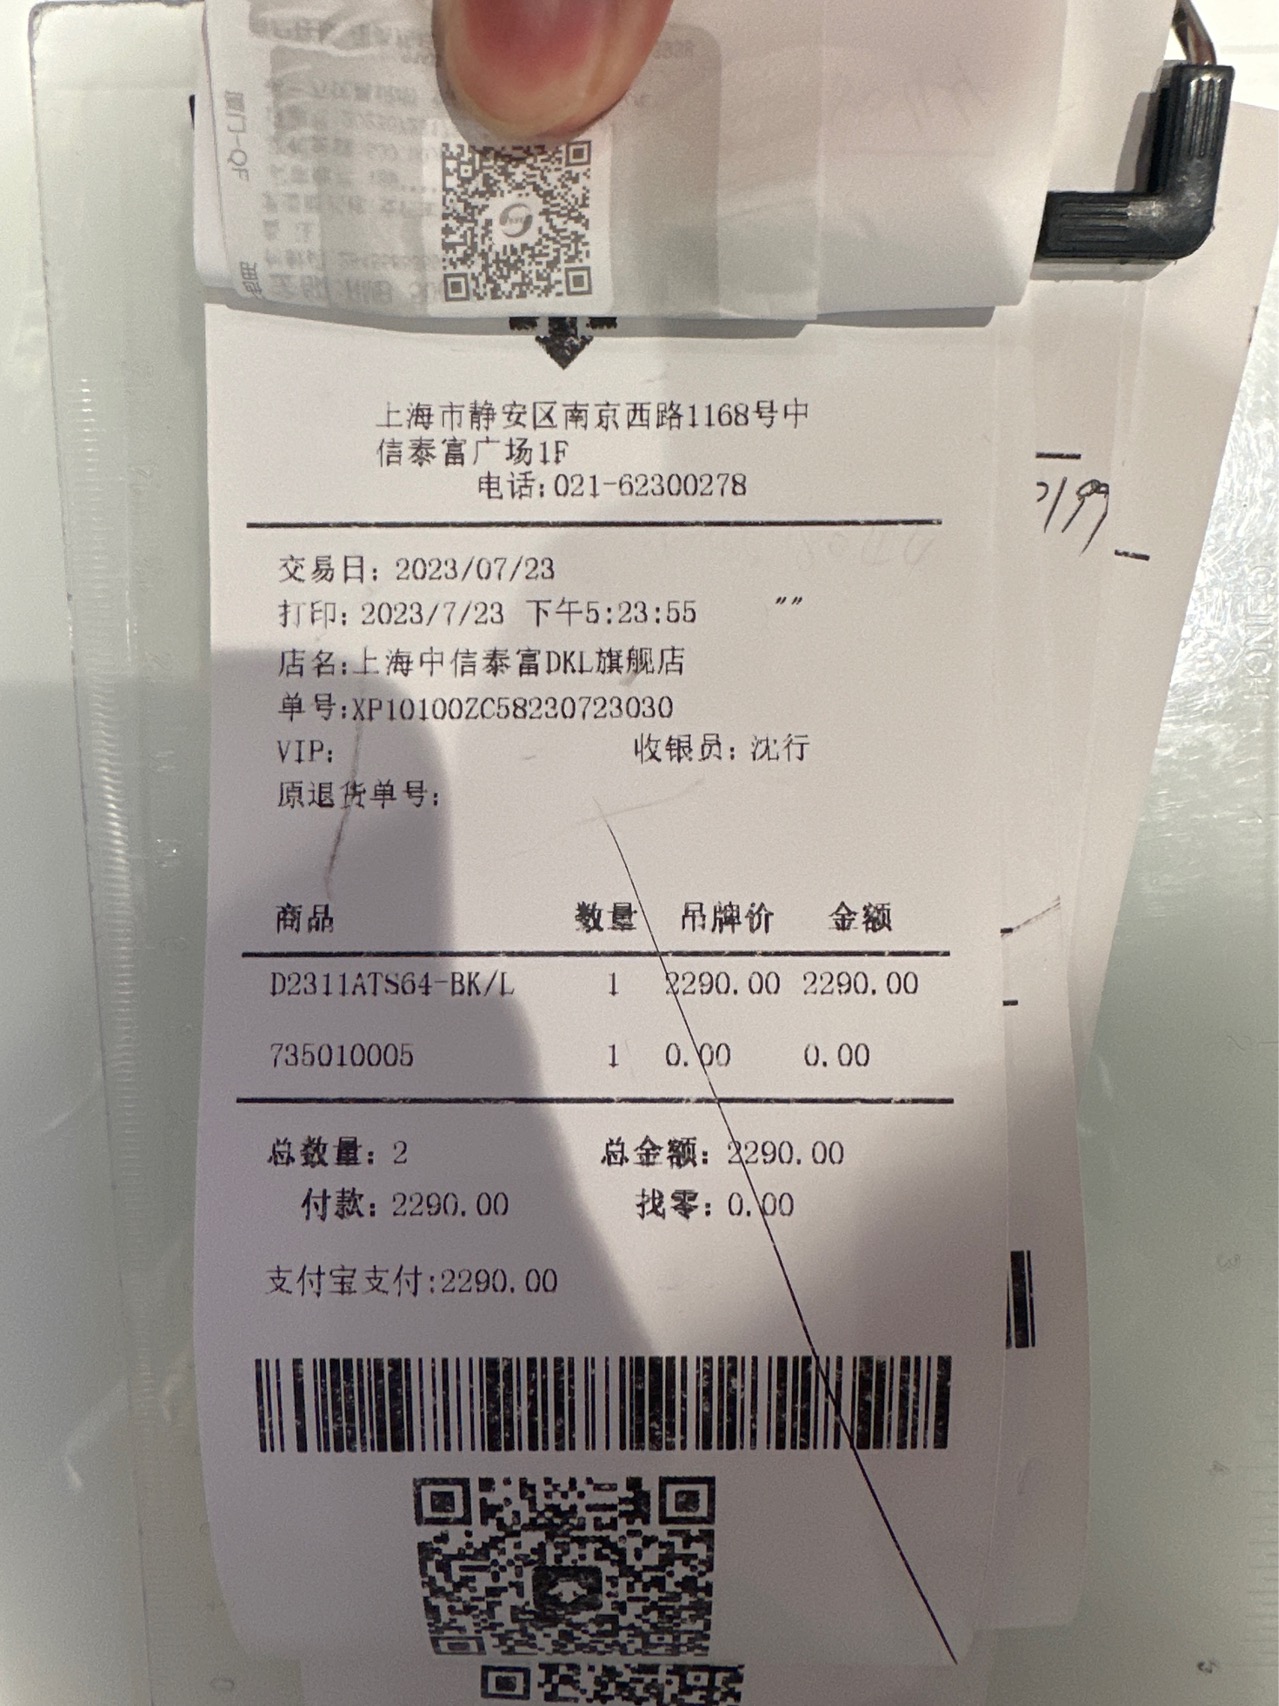 上海市静安区南京西路1168号中
信泰富广场1F
电话:021-62300278
交易日: 2023/07/23
打印: 2023/7/23 下午5:23:55 ""
店名:上海中信泰富DKL旗舰店
单号:XP10100ZC58230723030
VIP: 收银员: 沈行
原退货单号:
商品 数量 吊牌价 金额
D2311ATS64-BK/L 1 2290.00 2290.00
735010005 1 0.00 0.00
总数量: 2 总金额: 2290.00
付款: 2290.00 找零: 0.00
支付宝支付:2290.00